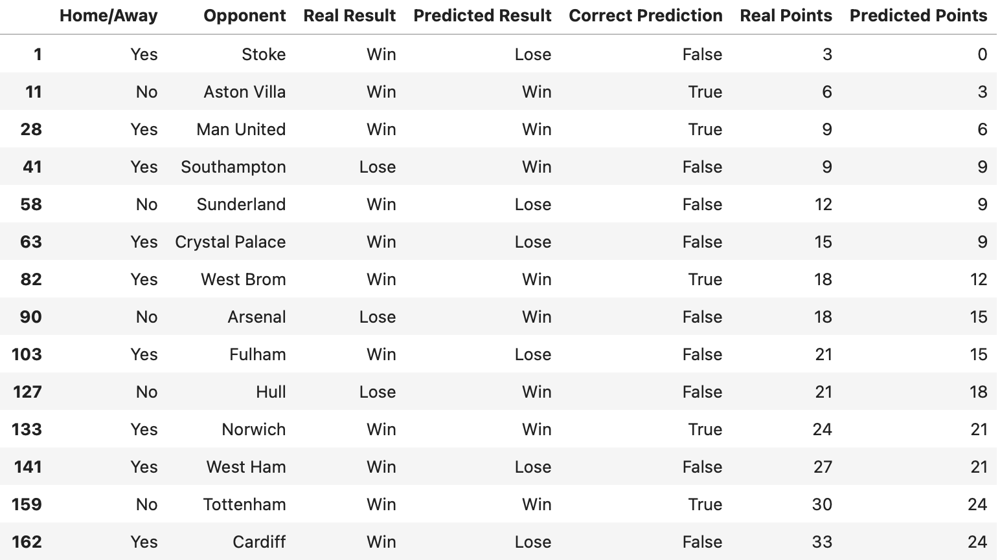 Home/Away Opponent Real Result Predicted Result Correct Prediction Real Points Predicted Points
1 Yes Stoke Win Lose False 3 0
11 No Aston Villa Win Win True 6 3
28 Yes Man United Win Win True 9 6
41 Yes Southampton Lose Win False 9 9
58 No Sunderland Win Lose False 12 9
63 Yes Crystal Palace Win Lose False 15 9
82 Yes West Brom Win Win True 18 12
90 No Arsenal Lose Win False 18 15
103 Yes Fulham Win Lose False 21 15
127 No Hull Lose Win False 21 18
133 Yes Norwich Win Win True 24 21
141 Yes West Ham Win Lose False 27 21
159 No Tottenham Win Win True 30 24
162 Yes Cardiff Win Lose False 33 24